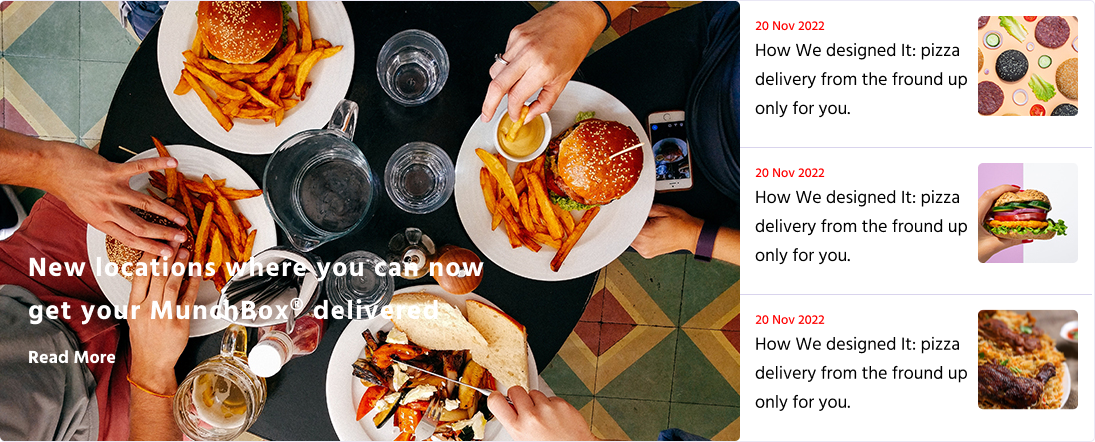 New locations where you can now
get your MunchBox® delivered
Read More
20 Nov 2022
How We designed It: pizza
delivery from the fround up
only for you.
20 Nov 2022
How We designed It: pizza
delivery from the fround up
only for you.
20 Nov 2022
How We designed It: pizza
delivery from the fround up
only for you.